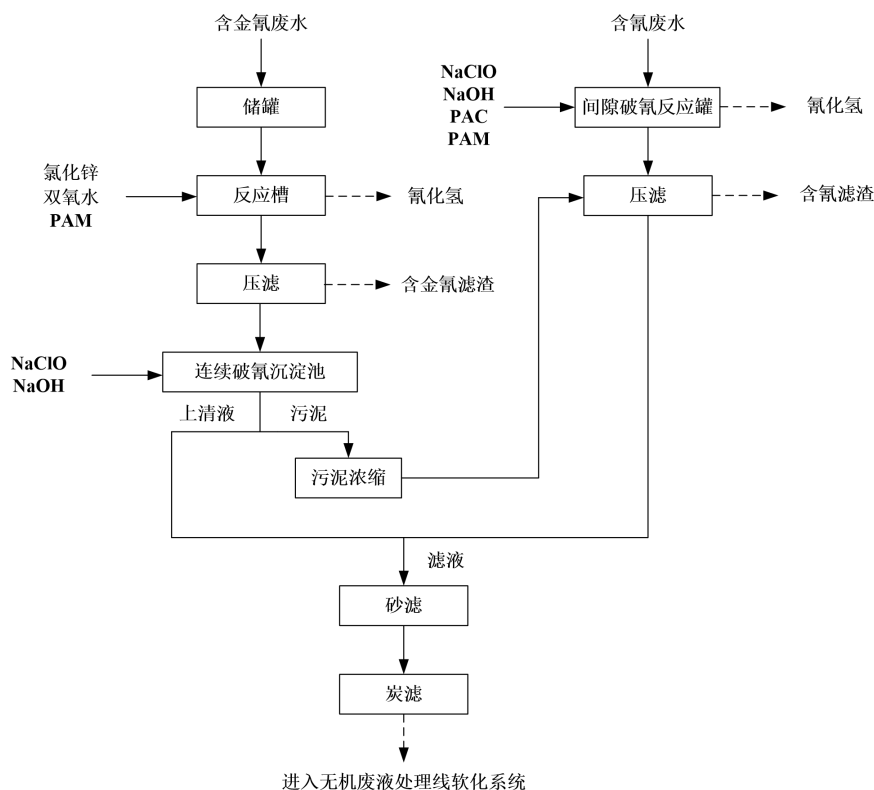 含金氰废水
含氰废水
储罐
NaClO
NaOH
PAC
PAM
间隙破氰反应罐
氰化氢
氯化锌
双氧水
PAM
反应槽
氰化氢
压滤
含氰滤渣
压滤
含金氰滤渣
NaClO
NaOH
连续破氰沉淀池
上清液
污泥
污泥浓缩
滤液
砂滤
炭滤
进入无机废液处理线软化系统